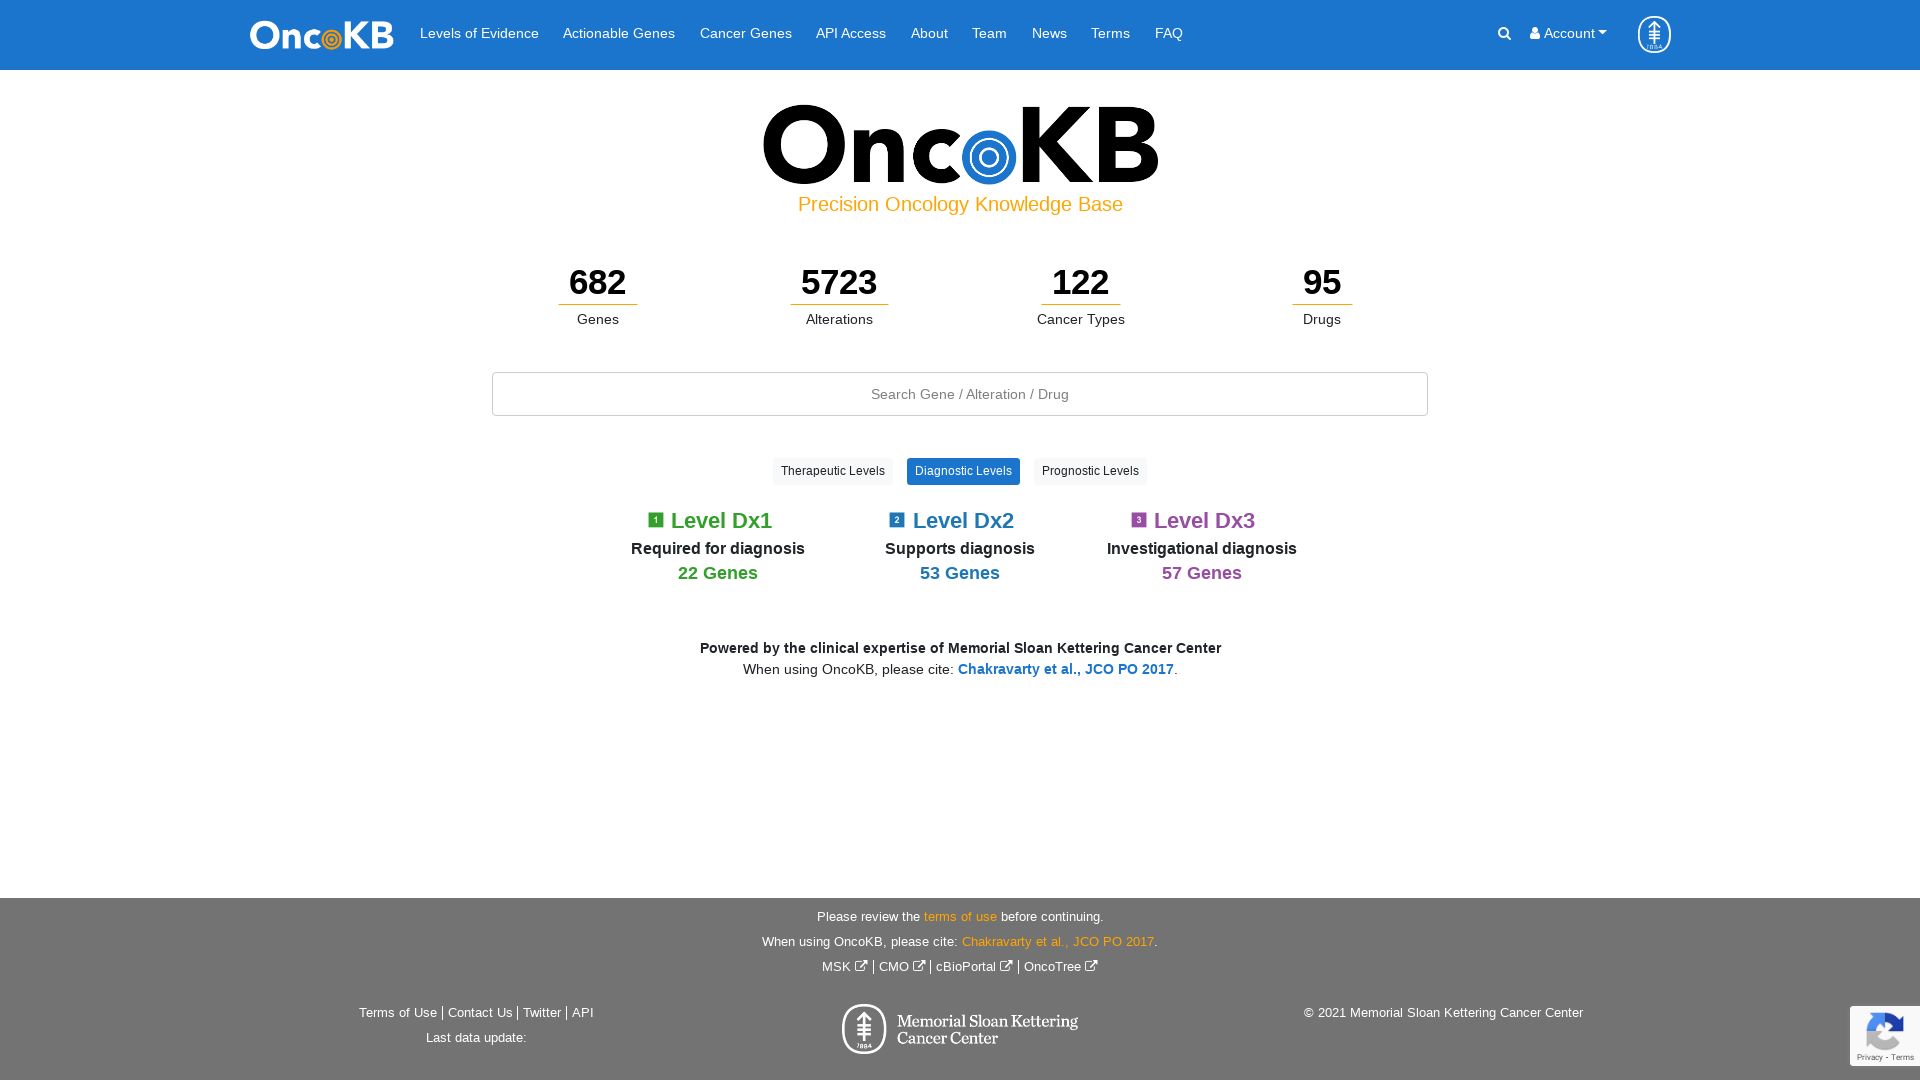 OncoKB Levels of Evidence Actionable Genes Cancer Genes API Access About Team News Terms FAQ Account
1884
OncoKB
Precision Oncology Knowledge Base
682 5723 122 95
Genes Alterations Cancer Types Drugs
Search Gene / Alteration / Drug
Therapeutic Levels Diagnostic Levels Prognostic Levels
1 Level Dx1 2 Level Dx2 3 Level Dx3
Required for diagnosis Supports diagnosis Investigational diagnosis
22 Genes 53 Genes 57 Genes
Powered by the clinical expertise of Memorial Sloan Kettering Cancer Center
When using OncoKB, please cite: Chakravarty et al., JCO PO 2017.
Please review the terms of use before continuing.
When using OncoKB, please cite: Chakravarty et al., JCO PO 2017.
MSK | CMO | cBioPortal | OncoTree
Terms of Use | Contact Us | Twitter | API
Last data update:
1884
Memorial Sloan Kettering
Cancer Center
© 2021 Memorial Sloan Kettering Cancer Center
Privacy - Terms